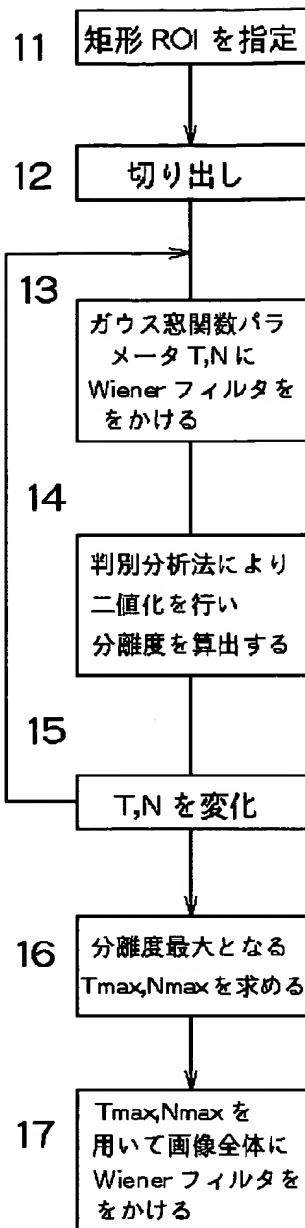 11
矩形 ROI を指定
12
切り出し
13
ガウス窓関数パラ
メータ T,N に
Wiener フィルタを
をかける
14
判別分析法により
二値化を行い
分離度を算出する
15
T,N を変化
16
分離度最大となる
Tmax,Nmax を求める
17
Tmax,Nmax を
用いて画像全体に
Wiener フィルタを
をかける